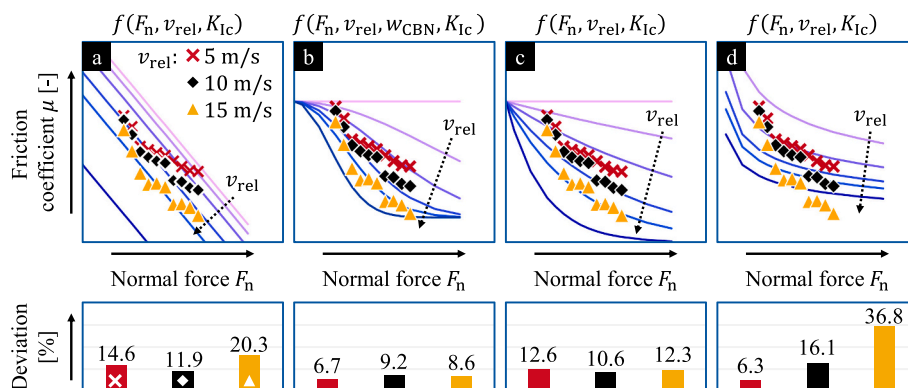 f(Fn, vrel, KIc)
f(Fn, vrel, wCBN, KIc)
f(Fn, vrel, KIc)
f(Fn, vrel, KIc)
Friction
coefficient μ [-]
a
vrel: 5 m/s
10 m/s
15 m/s
vrel
b
vrel
c
vrel
d
vrel
Normal force Fn
Normal force Fn
Normal force Fn
Normal force Fn
Deviation
[%]
14.6 11.9 20.3
6.7 9.2 8.6
12.6 10.6 12.3
6.3 16.1 36.8